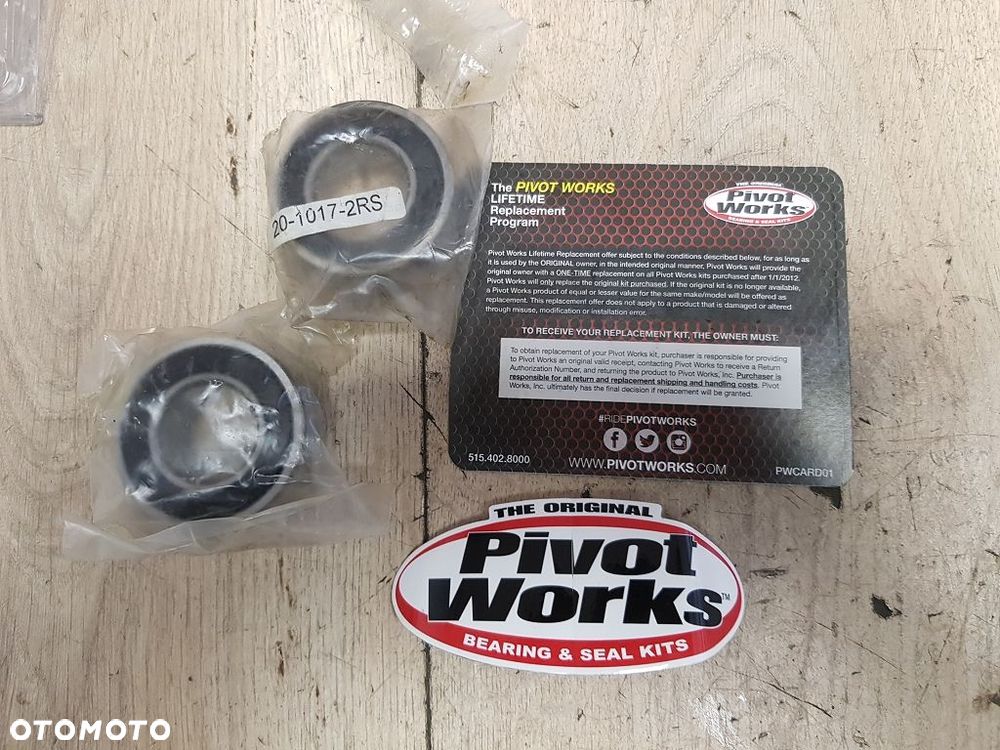 20-1017-2RS
The PIVOT WORKS
LIFETIME
Replacement
Program
THE ORIGINAL
Pivot
Works
BEARING & SEAL KITS
Pivot Works Lifetime Replacement offer subject to the conditions described below, for as long as
it is used by the ORIGINAL owner, in the intended original manner, Pivot Works will provide the
original owner with a ONE-TIME replacement on all Pivot Works kits purchased after 1/1/2012.
Pivot Works will only replace the original kit purchased. If the original kit is no longer available,
a Pivot Works product of equal or lesser value for the same make/model will be offered as
replacement. This replacement offer does not apply to a product that is damaged or altered
through misuse, modification or installation error.
TO RECEIVE YOUR REPLACEMENT KIT, THE OWNER MUST:
To obtain replacement of your Pivot Works kit, purchaser is responsible for providing
to Pivot Works an original valid receipt, contacting Pivot Works to receive a Return
Authorization Number, and returning the product to Pivot Works, Inc. Purchaser is
responsible for all return and replacement shipping and handling costs. Pivot
Works, Inc. ultimately has the final decision if replacement will be granted.
#RIDEPIVOTWORKS
515.402.8000
WWW.PIVOTWORKS.COM
PWCARD01
THE ORIGINAL
Pivot
Works™
BEARING & SEAL KITS
OTOMOTO